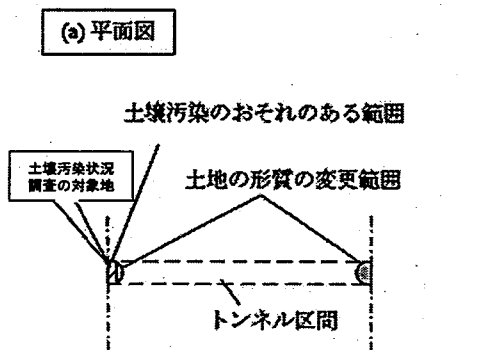 (a) 平面図
土壌汚染のおそれのある範囲
土壌汚染状況
調査の対象地
土地の形質の変更範囲
トンネル区間